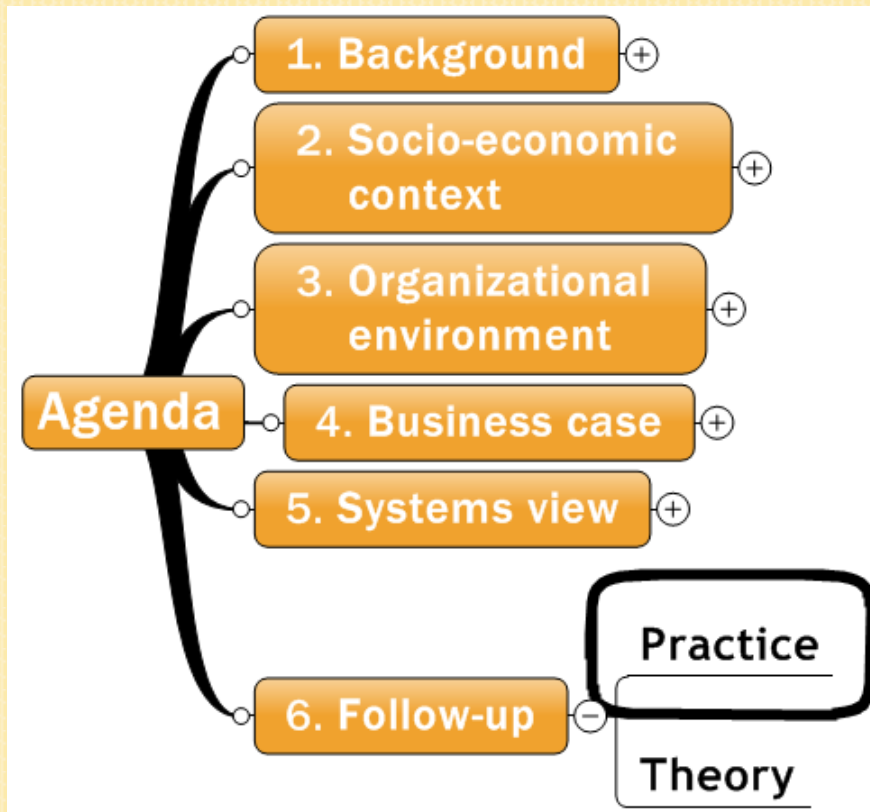 1. Background
2. Socio-economic
context
3. Organizational
environment
Agenda
4. Business case
5. Systems view
Practice
6. Follow-up
Theory